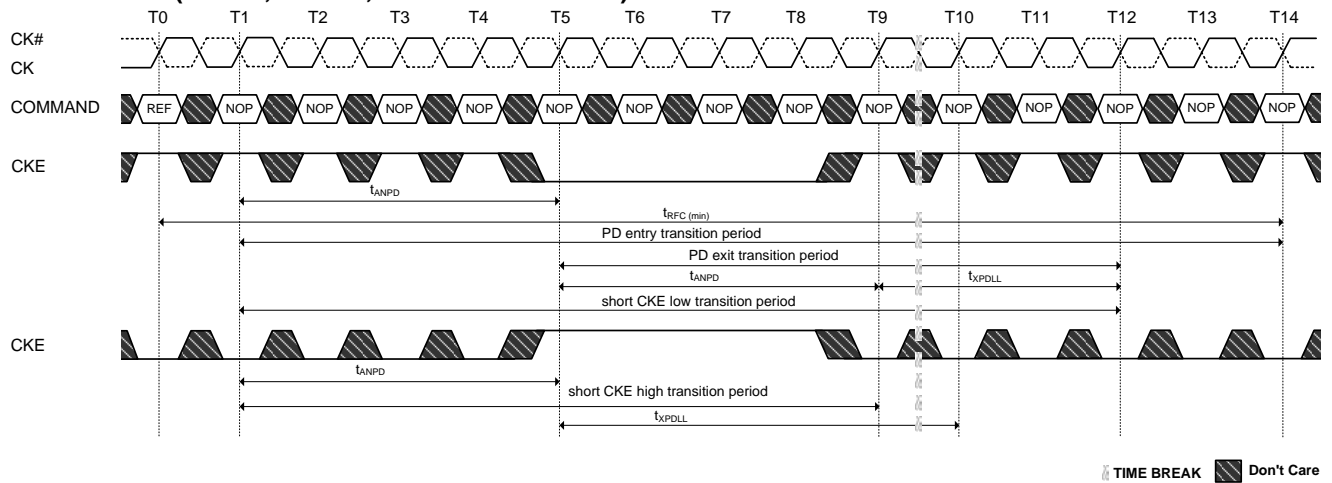 T0 T1 T2 T3 T4 T5 T6 T7 T8 T9 T10 T11 T12 T13 T14
CK#
CK
COMMAND REF NOP NOP NOP NOP NOP NOP NOP NOP NOP NOP NOP NOP NOP NOP
CKE
tANPD
tRFC (min)
PD entry transition period
PD exit transition period
tANPD tXPDLL
short CKE low transition period
CKE
tANPD
short CKE high transition period
tXPDLL
TIME BREAK Don't Care